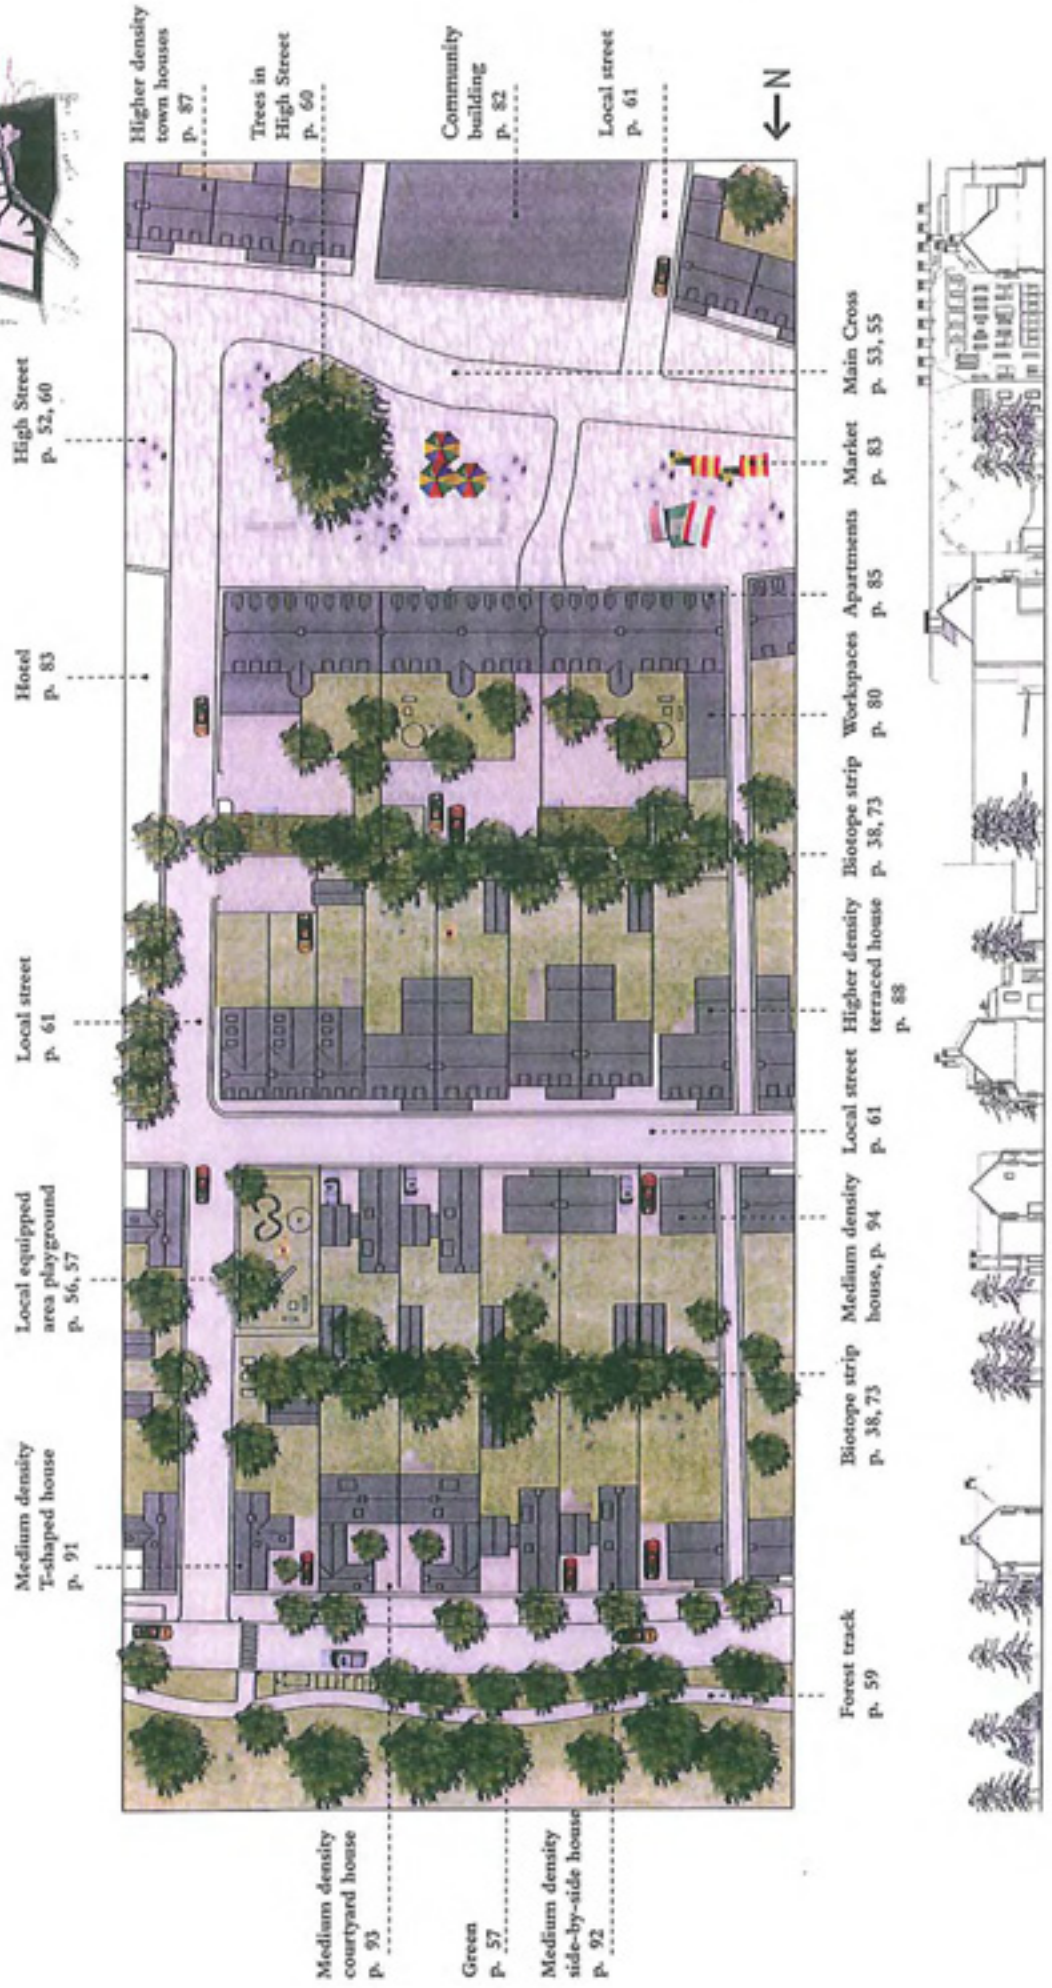 Medium density
T-shaped house
p. 91
Local equipped
area playground
p. 56, 57
Local street
p. 61
Hotel
p. 83
High Street
p. 52, 60
Higher density
town houses
p. 87
Trees in
High Street
p. 60
Community
building
p. 82
Local street
p. 61
N
Medium density
courtyard house
p. 93
Green
p. 57
Medium density
side-by-side house
p. 92
Forest track
p. 59
Biotope strip
p. 38, 73
Medium density
house, p. 94
Local street
p. 61
Higher density
terraced house
p. 88
Biotope strip
p. 38, 73
Workspaces
p. 80
Apartments
p. 85
Market
p. 83
Main Cross
p. 53, 55